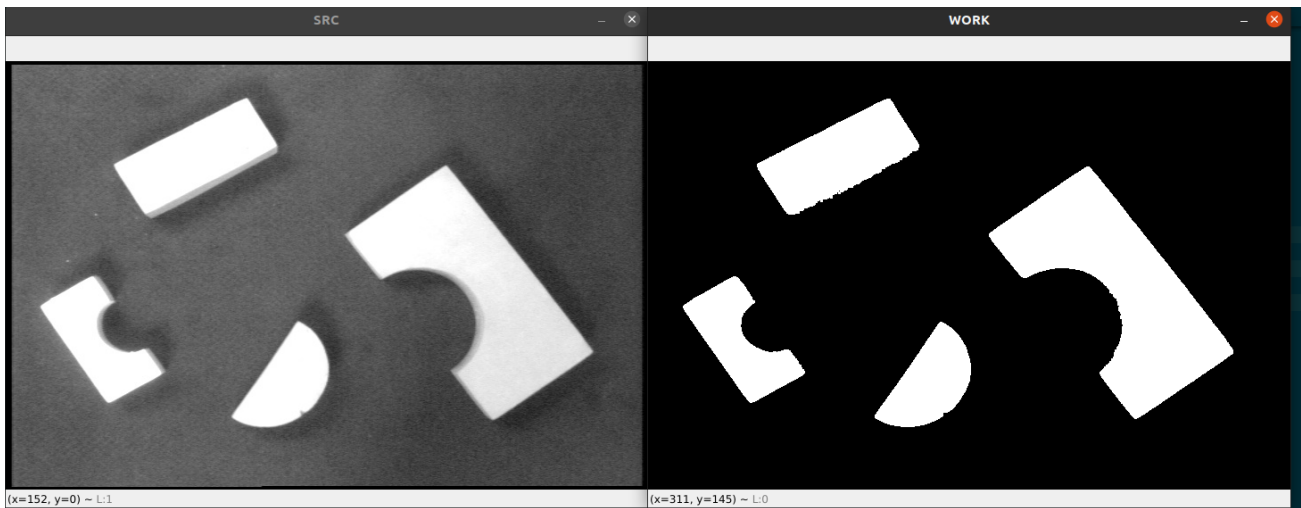 SRC
WORK
(x=152, y=0) ~ L:1
(x=311, y=145) ~ L:0